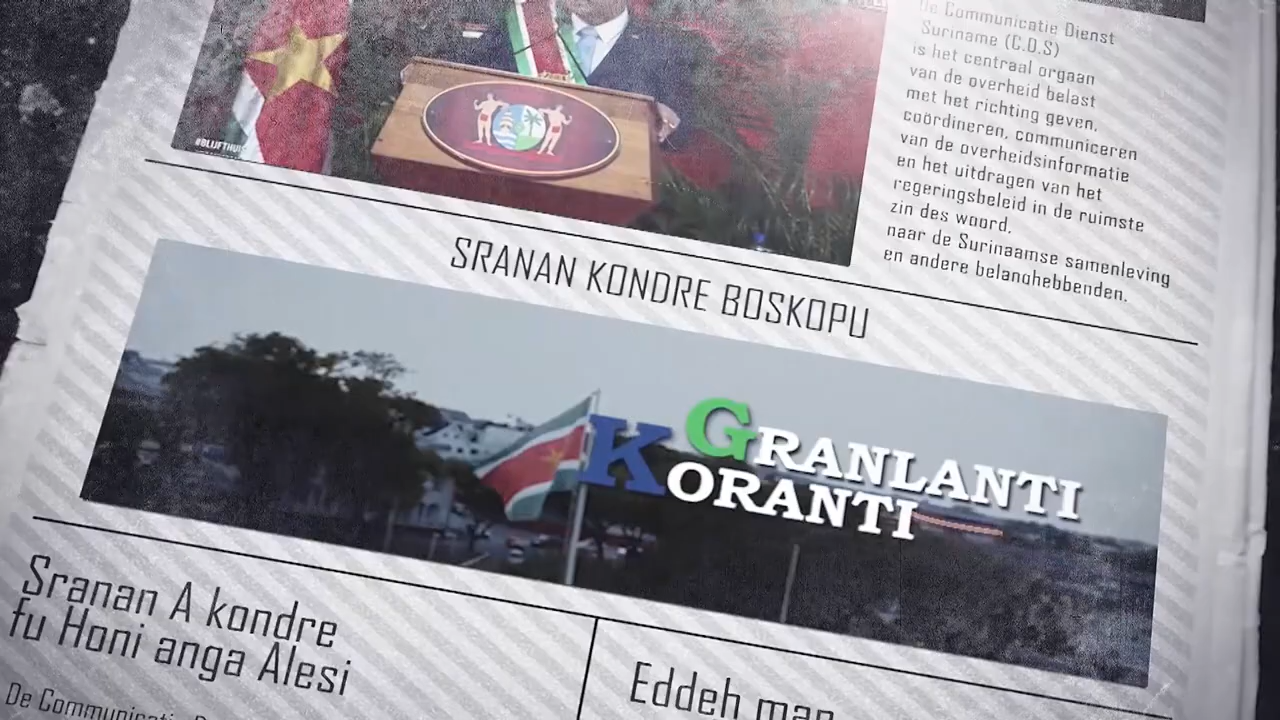 #BLIJFTHUIS
De Communicatie Dienst
Suriname (C.D.S)
is het centraal orgaan
van de overheid belast
met het richting geven,
coördineren, communiceren
van de overheidsinformatie
en het uitdragen van het
regeringsbeleid in de ruimste
zin des woord.
naar de Surinaamse samenleving
en andere belanghebbenden.
SRANAN KONDRE BOSKOPU
GRANLANTI
KORANTI
Sranan A kondre
fu Honi anga Alesi
De
Eddeh man